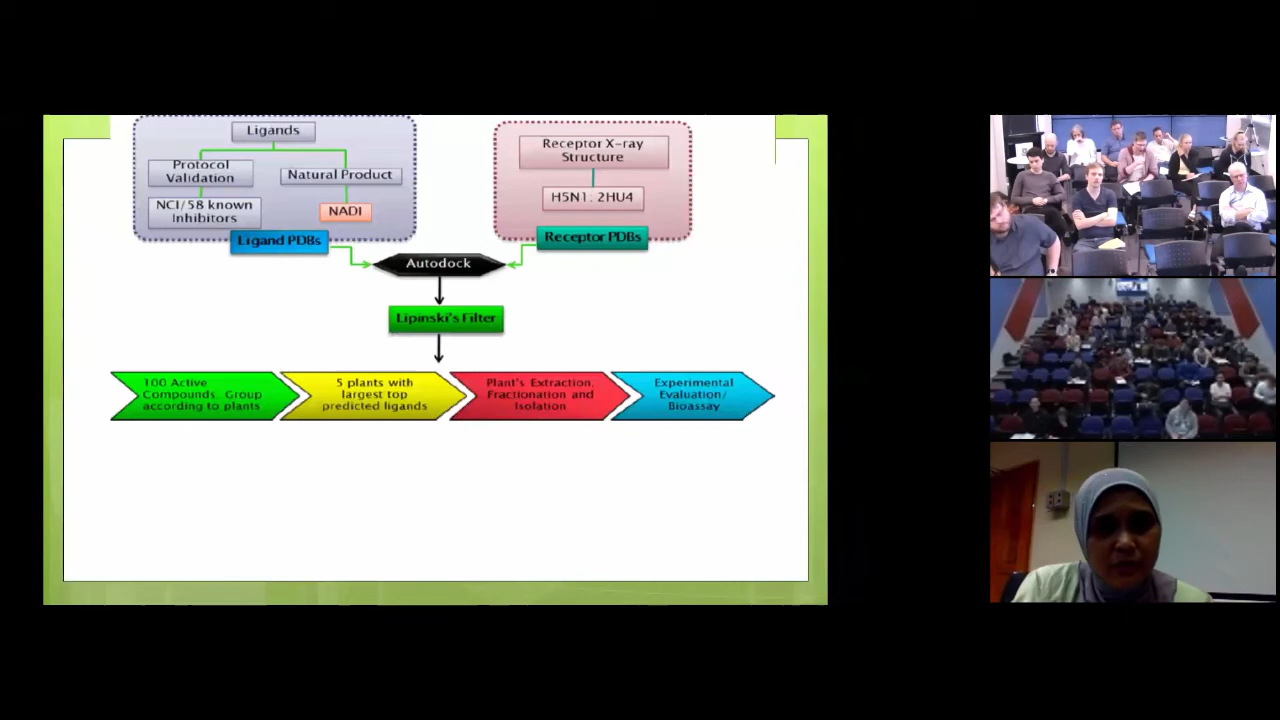 Ligands
Protocol
Validation
Natural Product
NCI/58 known
Inhibitors
NADI
Ligand PDBs
Receptor X-ray
Structure
H5N1: 2HU4
Receptor PDBs
Autodock
Lipinski's Filter
100 Active
Compounds. Group
according to plants
5 plants with
largest top
predicted ligands
Plant's Extraction,
Fractionation and
Isolation
Experimental
Evaluation/
Bioassay